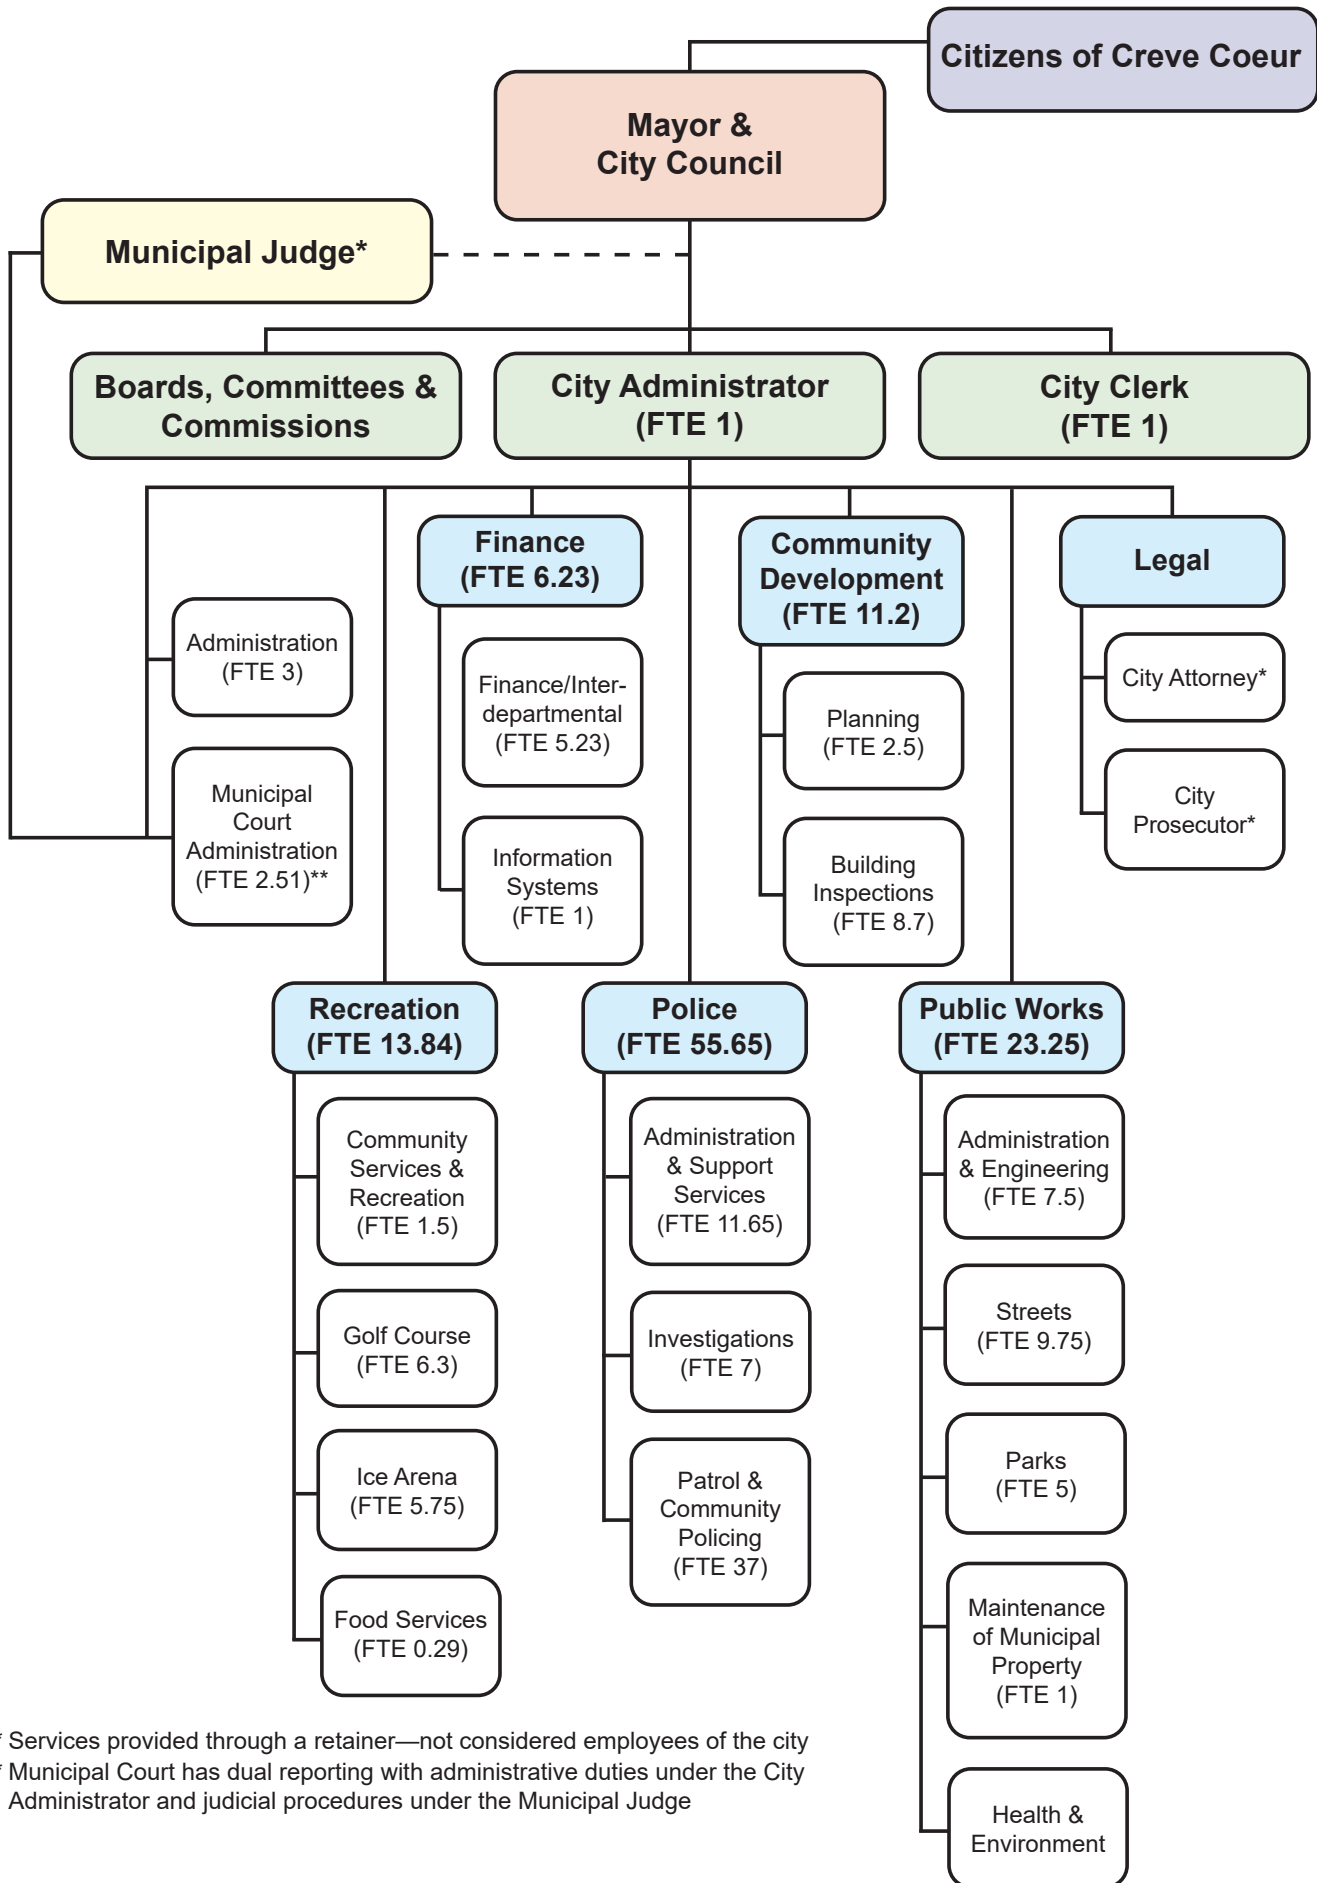 Citizens of Creve Coeur
Mayor &
City Council
Municipal Judge*
Boards, Committees &
Commissions
City Administrator
(FTE 1)
City Clerk
(FTE 1)
Finance
(FTE 6.23)
Community
Development
(FTE 11.2)
Legal
Administration
(FTE 3)
Municipal
Court
Administration
(FTE 2.51)**
Finance/Inter-
departmental
(FTE 5.23)
Information
Systems
(FTE 1)
Planning
(FTE 2.5)
Building
Inspections
(FTE 8.7)
City Attorney*
City
Prosecutor*
Recreation
(FTE 13.84)
Community
Services &
Recreation
(FTE 1.5)
Golf Course
(FTE 6.3)
Ice Arena
(FTE 5.75)
Food Services
(FTE 0.29)
Police
(FTE 55.65)
Administration
& Support
Services
(FTE 11.65)
Investigations
(FTE 7)
Patrol &
Community
Policing
(FTE 37)
Public Works
(FTE 23.25)
Administration
& Engineering
(FTE 7.5)
Streets
(FTE 9.75)
Parks
(FTE 5)
Maintenance
of Municipal
Property
(FTE 1)
Health &
Environment
* Services provided through a retainer—not considered employees of the city
* Municipal Court has dual reporting with administrative duties under the City
Administrator and judicial procedures under the Municipal Judge